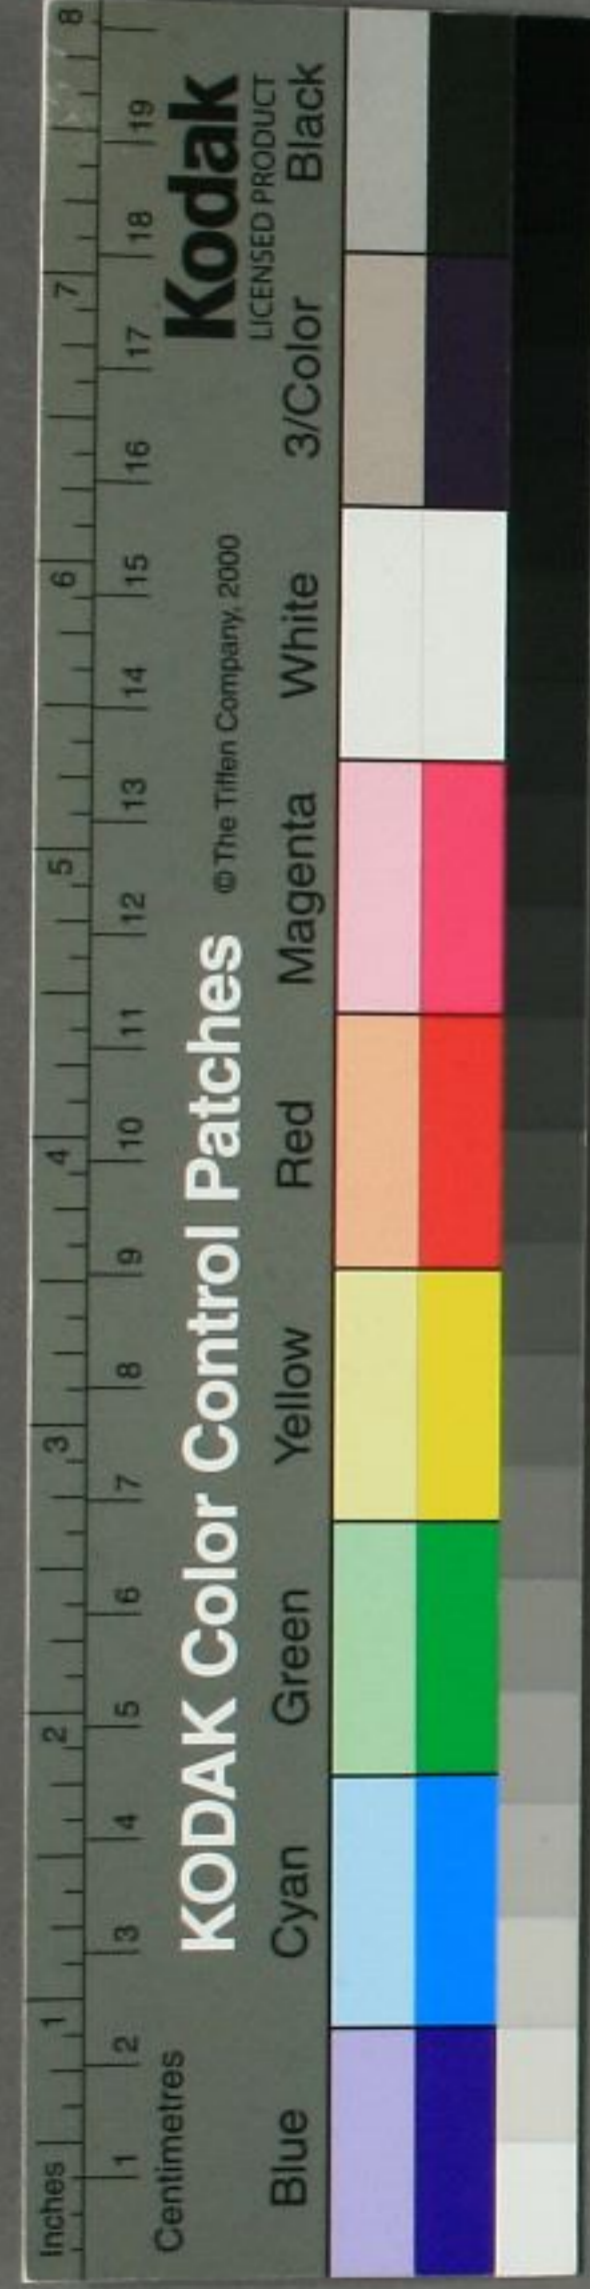 Inches 1 2 3 4 5 6 7 8
Centimetres 1 2 3 4 5 6 7 8 9 10 11 12 13 14 15 16 17 18 19
KODAK Color Control Patches
© The Tiffen Company, 2000
Kodak
LICENSED PRODUCT
Blue Cyan Green Yellow Red Magenta White 3/Color Black